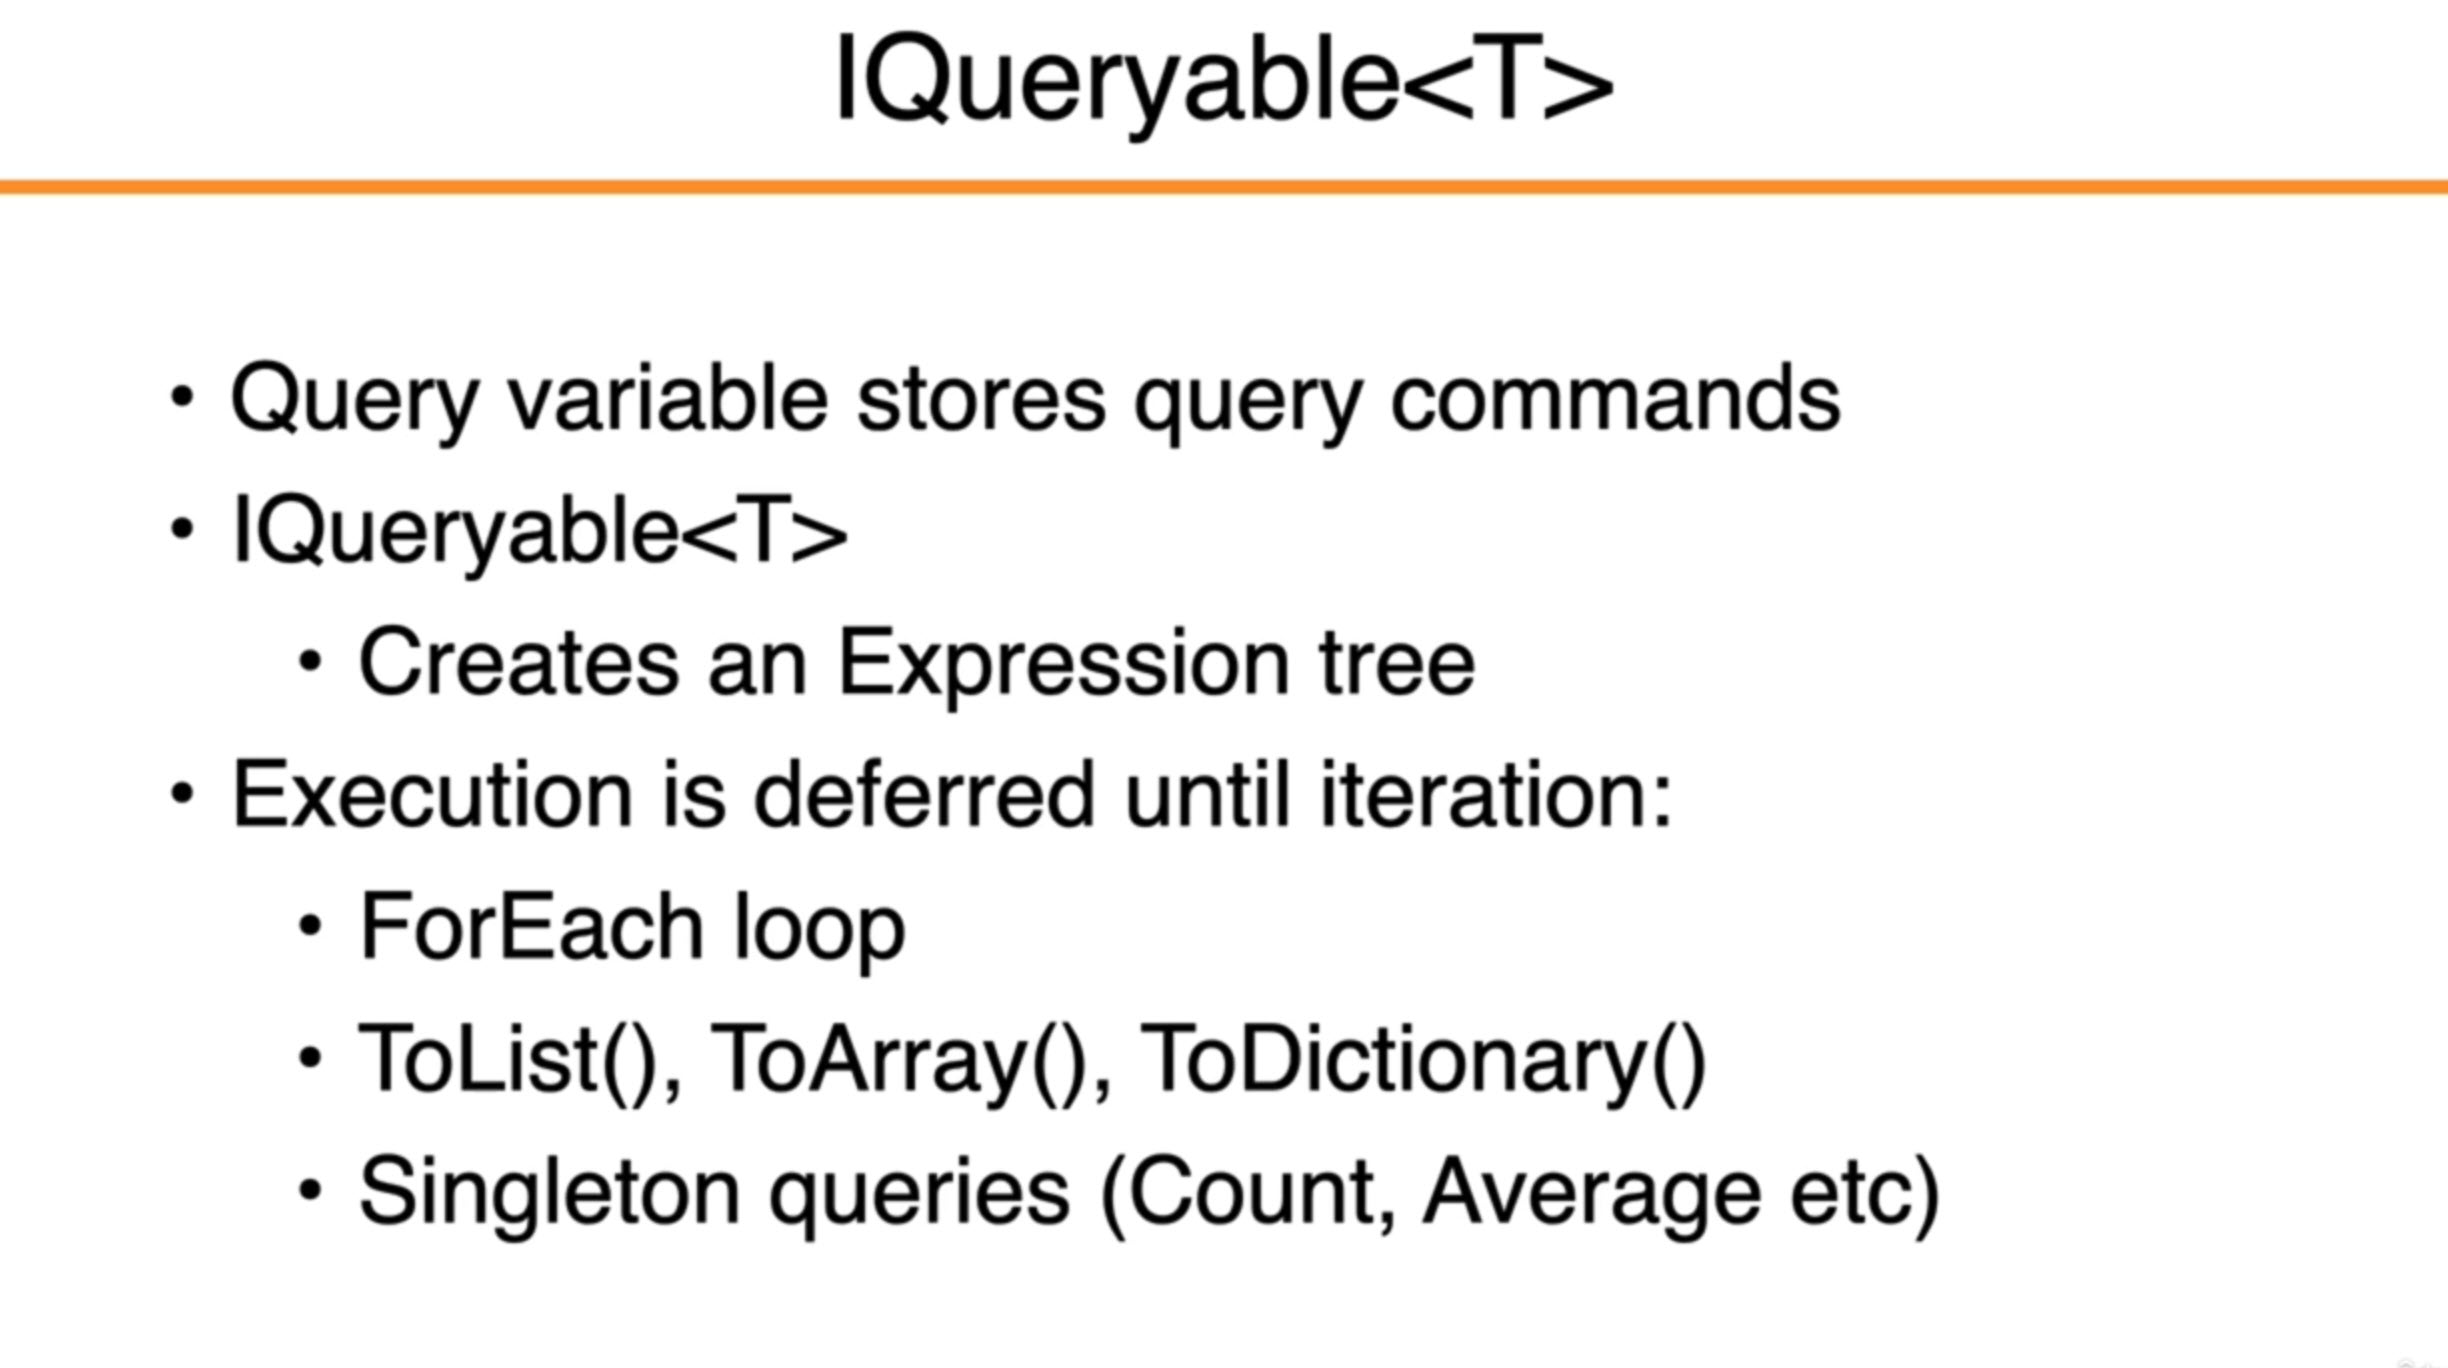 IQueryable<T>
• Query variable stores query commands
• IQueryable<T>
• Creates an Expression tree
• Execution is deferred until iteration:
• ForEach loop
• ToList(), ToArray(), ToDictionary()
• Singleton queries (Count, Average etc)